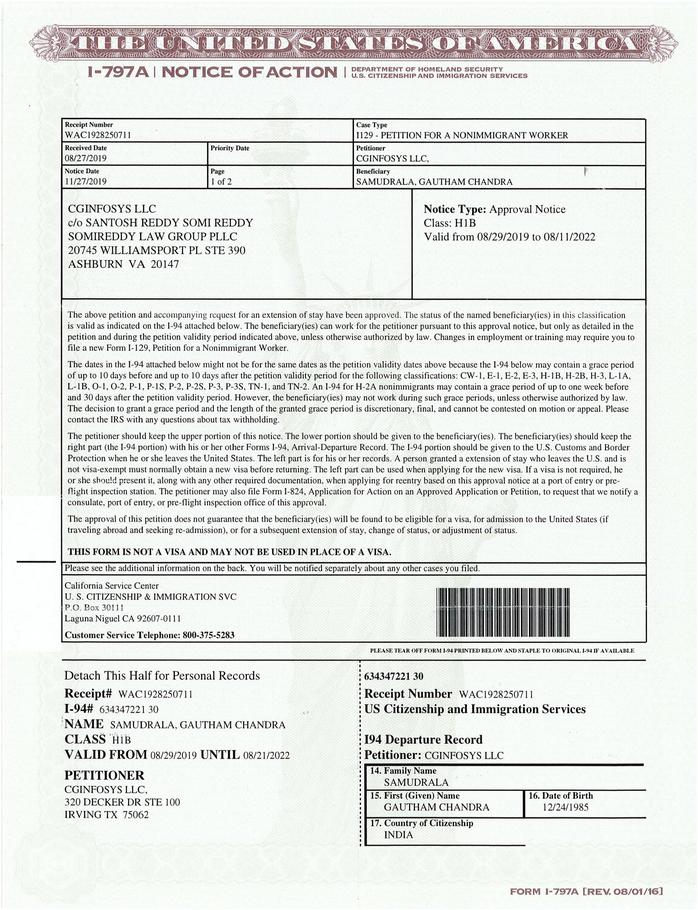 THE UNITED STATES OF AMERICA
I-797A | NOTICE OF ACTION | DEPARTMENT OF HOMELAND SECURITY
U.S. CITIZENSHIP AND IMMIGRATION SERVICES
Receipt Number
WAC1928250711
Case Type
I129 - PETITION FOR A NONIMMIGRANT WORKER
Received Date
08/27/2019
Priority Date
Petitioner
CGINFOSYS LLC,
Notice Date
11/27/2019
Page
1 of 2
Beneficiary
SAMUDRALA, GAUTHAM CHANDRA
CGINFOSYS LLC
c/o SANTOSH REDDY SOMI REDDY
SOMIREDDY LAW GROUP PLLC
20745 WILLIAMSPORT PL STE 390
ASHBURN VA 20147
Notice Type: Approval Notice
Class: H1B
Valid from 08/29/2019 to 08/11/2022
The above petition and accompanying request for an extension of stay have been approved. The status of the named beneficiary(ies) in this classification
is valid as indicated on the I-94 attached below. The beneficiary(ies) can work for the petitioner pursuant to this approval notice, but only as detailed in the
petition and during the petition validity period indicated above, unless otherwise authorized by law. Changes in employment or training may require you to
file a new Form I-129, Petition for a Nonimmigrant Worker.
The dates in the I-94 attached below might not be for the same dates as the petition validity dates above because the I-94 below may contain a grace period
of up to 10 days before and up to 10 days after the petition validity period for the following classifications: CW-1, E-1, E-2, E-3, H-1B, H-2B, H-3, L-1A,
L-1B, O-1, O-2, P-1, P-1S, P-2, P-2S, P-3, P-3S, TN-1, and TN-2. An I-94 for H-2A nonimmigrants may contain a grace period of up to one week before
and 30 days after the petition validity period. However, the beneficiary(ies) may not work during such grace periods, unless otherwise authorized by law.
The decision to grant a grace period and the length of the granted grace period is discretionary, final, and cannot be contested on motion or appeal. Please
contact the IRS with any questions about tax withholding.
The petitioner should keep the upper portion of this notice. The lower portion should be given to the beneficiary(ies). The beneficiary(ies) should keep the
right part (the I-94 portion) with his or her other Forms I-94, Arrival-Departure Record. The I-94 portion should be given to the U.S. Customs and Border
Protection when he or she leaves the United States. The left part is for his or her records. A person granted a extension of stay who leaves the U.S. and is
not visa-exempt must normally obtain a new visa before returning. The left part can be used when applying for the new visa. If a visa is not required, he
or she should present it, along with any other required documentation, when applying for reentry based on this approval notice at a port of entry or pre-
flight inspection station. The petitioner may also file Form I-824, Application for Action on an Approved Application or Petition, to request that we notify a
consulate, port of entry, or pre-flight inspection office of this approval.
The approval of this petition does not guarantee that the beneficiary(ies) will be found to be eligible for a visa, for admission to the United States (if
traveling abroad and seeking re-admission), or for a subsequent extension of stay, change of status, or adjustment of status.
THIS FORM IS NOT A VISA AND MAY NOT BE USED IN PLACE OF A VISA.
Please see the additional information on the back. You will be notified separately about any other cases you filed.
California Service Center
U. S. CITIZENSHIP & IMMIGRATION SVC
P.O. Box 30111
Laguna Niguel CA 92607-0111
Customer Service Telephone: 800-375-5283
PLEASE TEAR OFF FORM I-94 PRINTED BELOW AND STAPLE TO ORIGINAL I-94 IF AVAILABLE
Detach This Half for Personal Records
Receipt# WAC1928250711
I-94# 634347221 30
NAME SAMUDRALA, GAUTHAM CHANDRA
CLASS H1B
VALID FROM 08/29/2019 UNTIL 08/21/2022
PETITIONER
CGINFOSYS LLC,
320 DECKER DR STE 100
IRVING TX 75062
634347221 30
Receipt Number WAC1928250711
US Citizenship and Immigration Services
I94 Departure Record
Petitioner: CGINFOSYS LLC
14. Family Name
SAMUDRALA
15. First (Given) Name
GAUTHAM CHANDRA
16. Date of Birth
12/24/1985
17. Country of Citizenship
INDIA
FORM I-797A [REV. 08/01/16]